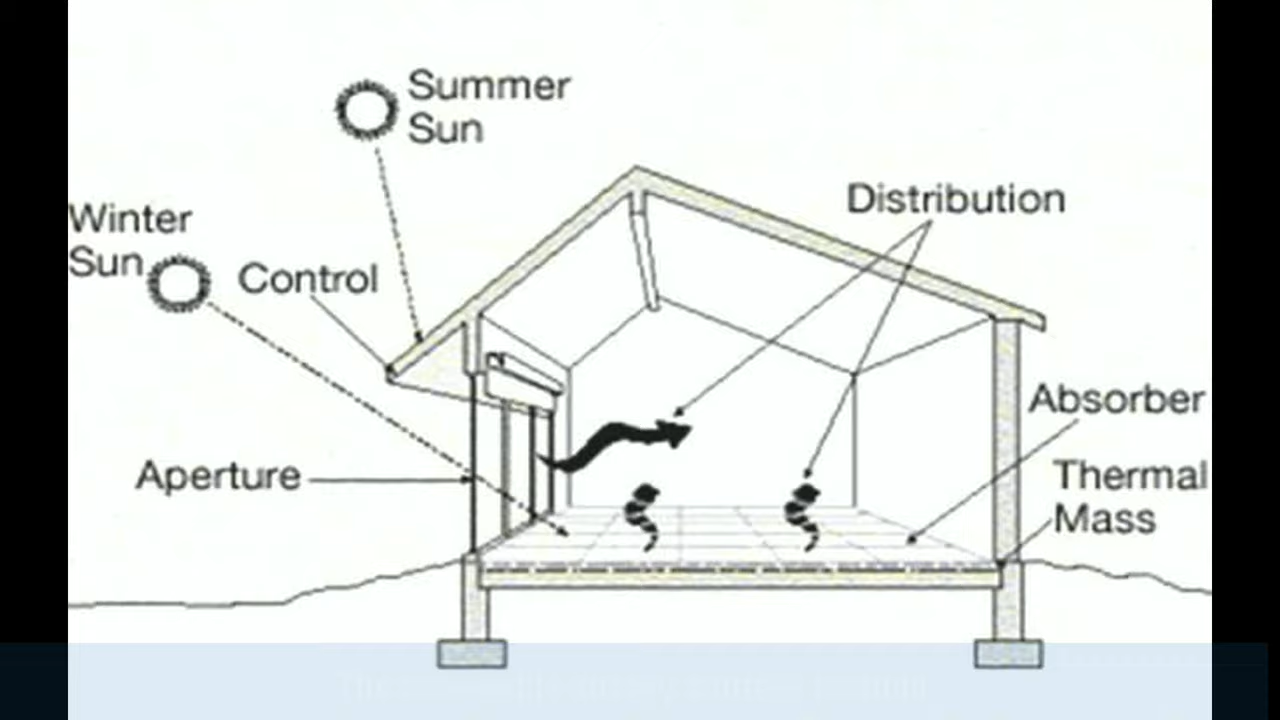 Summer
Sun
Winter
Sun
Control
Distribution
Aperture
Absorber
Thermal
Mass